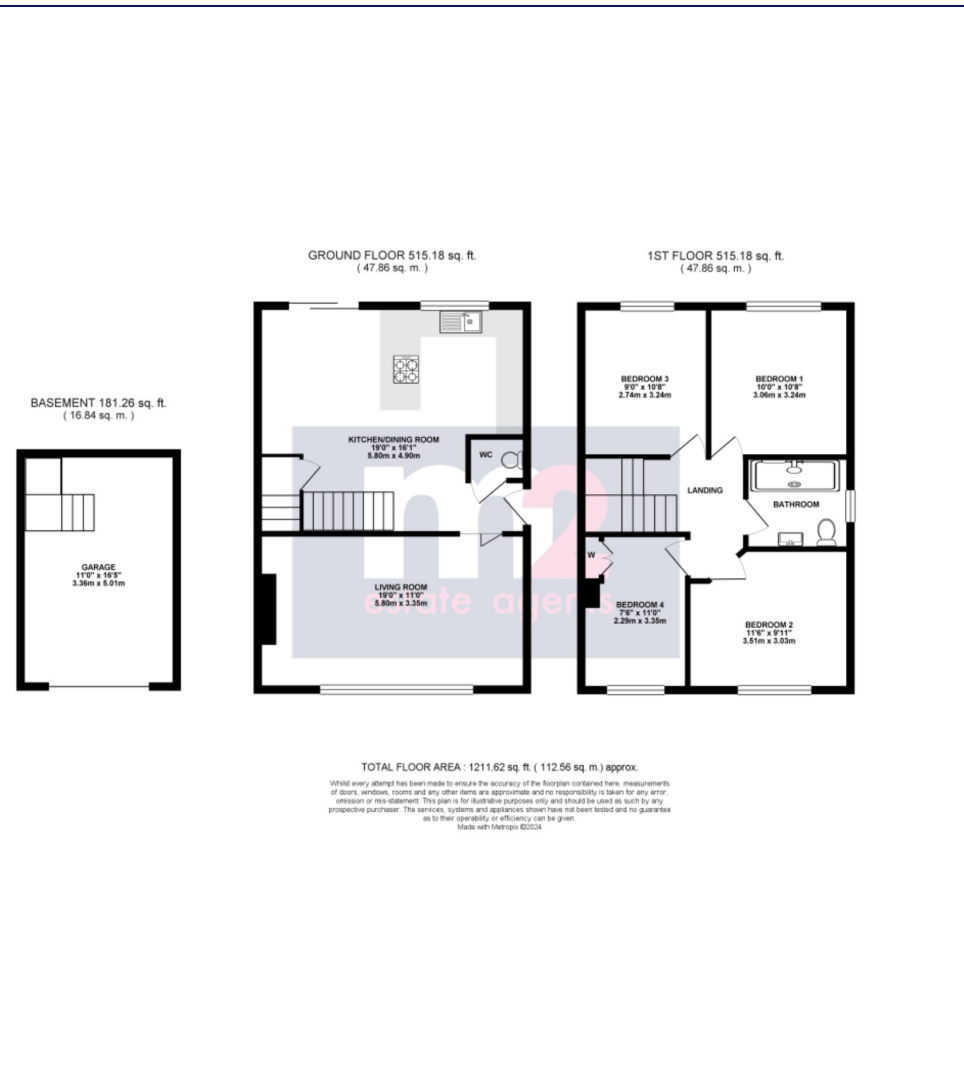 GROUND FLOOR 515.18 sq. ft.
( 47.86 sq. m. )
1ST FLOOR 515.18 sq. ft.
( 47.86 sq. m. )
BASEMENT 181.26 sq. ft.
( 16.84 sq. m. )
GARAGE
11'0" x 16'5"
3.36m x 5.01m
KITCHEN/DINING ROOM
19'0" x 16'1"
5.80m x 4.90m
WC
LIVING ROOM
19'0" x 11'0"
5.80m x 3.35m
BEDROOM 3
9'0" x 10'8"
2.74m x 3.24m
BEDROOM 1
10'0" x 10'8"
3.06m x 3.24m
LANDING
BATHROOM
W
BEDROOM 4
7'6" x 11'0"
2.29m x 3.35m
BEDROOM 2
11'6" x 9'11"
3.51m x 3.03m
m2
estate agents
TOTAL FLOOR AREA : 1211.62 sq. ft. ( 112.56 sq. m.) approx.
Whilst every attempt has been made to ensure the accuracy of the floorplan contained here, measurements
of doors, windows, rooms and any other items are approximate and no responsibility is taken for any error,
omission or mis-statement. This plan is for illustrative purposes only and should be used as such by any
prospective purchaser. The services, systems and appliances shown have not been tested and no guarantee
as to their operability or efficiency can be given.
Made with Metropix ©2024